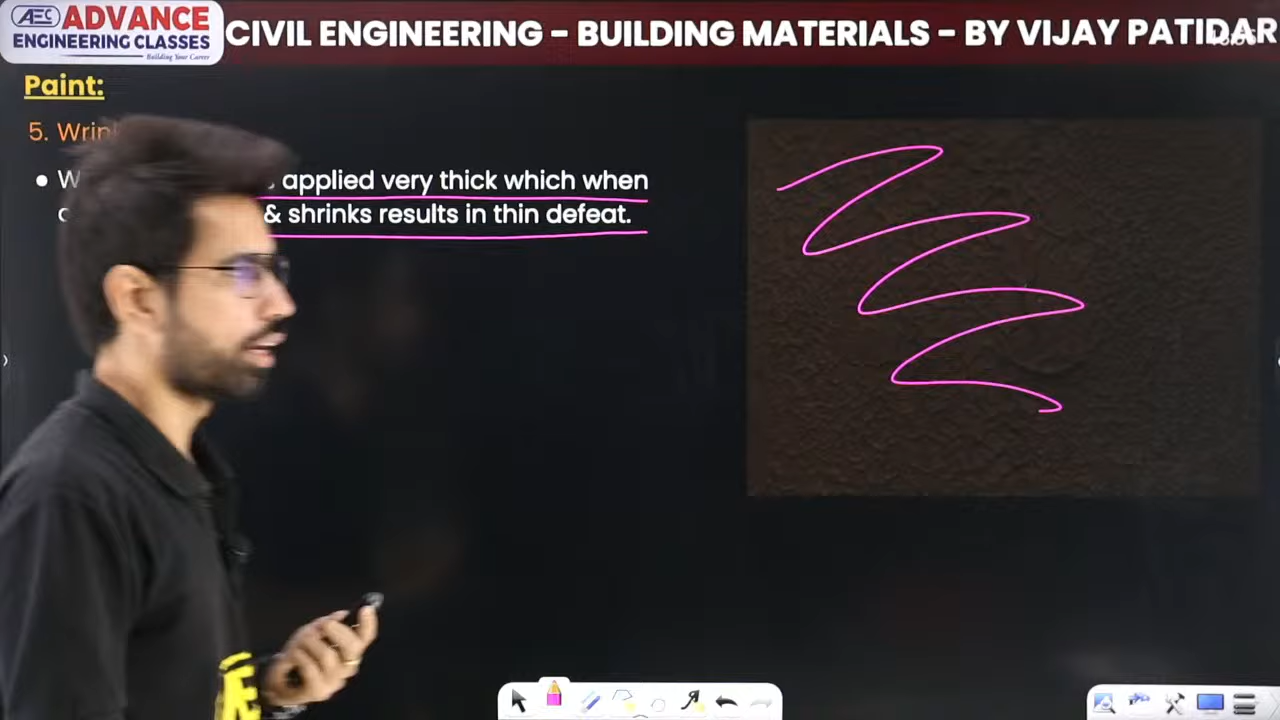 AEC ADVANCE
ENGINEERING CLASSES
Building Your Career
CIVIL ENGINEERING – BUILDING MATERIALS – BY VIJAY PATIDAR
Paint:
5. Wrin
• W applied very thick which when
& shrinks results in thin defeat.